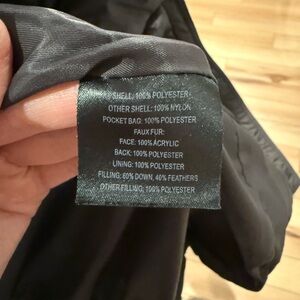 SHELL: 100% POLYESTER
OTHER SHELL: 100% NYLON
POCKET BAG: 100% POLYESTER
FAUX FUR:
FACE: 100% ACRYLIC
BACK: 100% POLYESTER
LINING: 100% POLYESTER
FILLING: 60% DOWN, 40% FEATHERS
OTHER FILLING: 100% POLYESTER